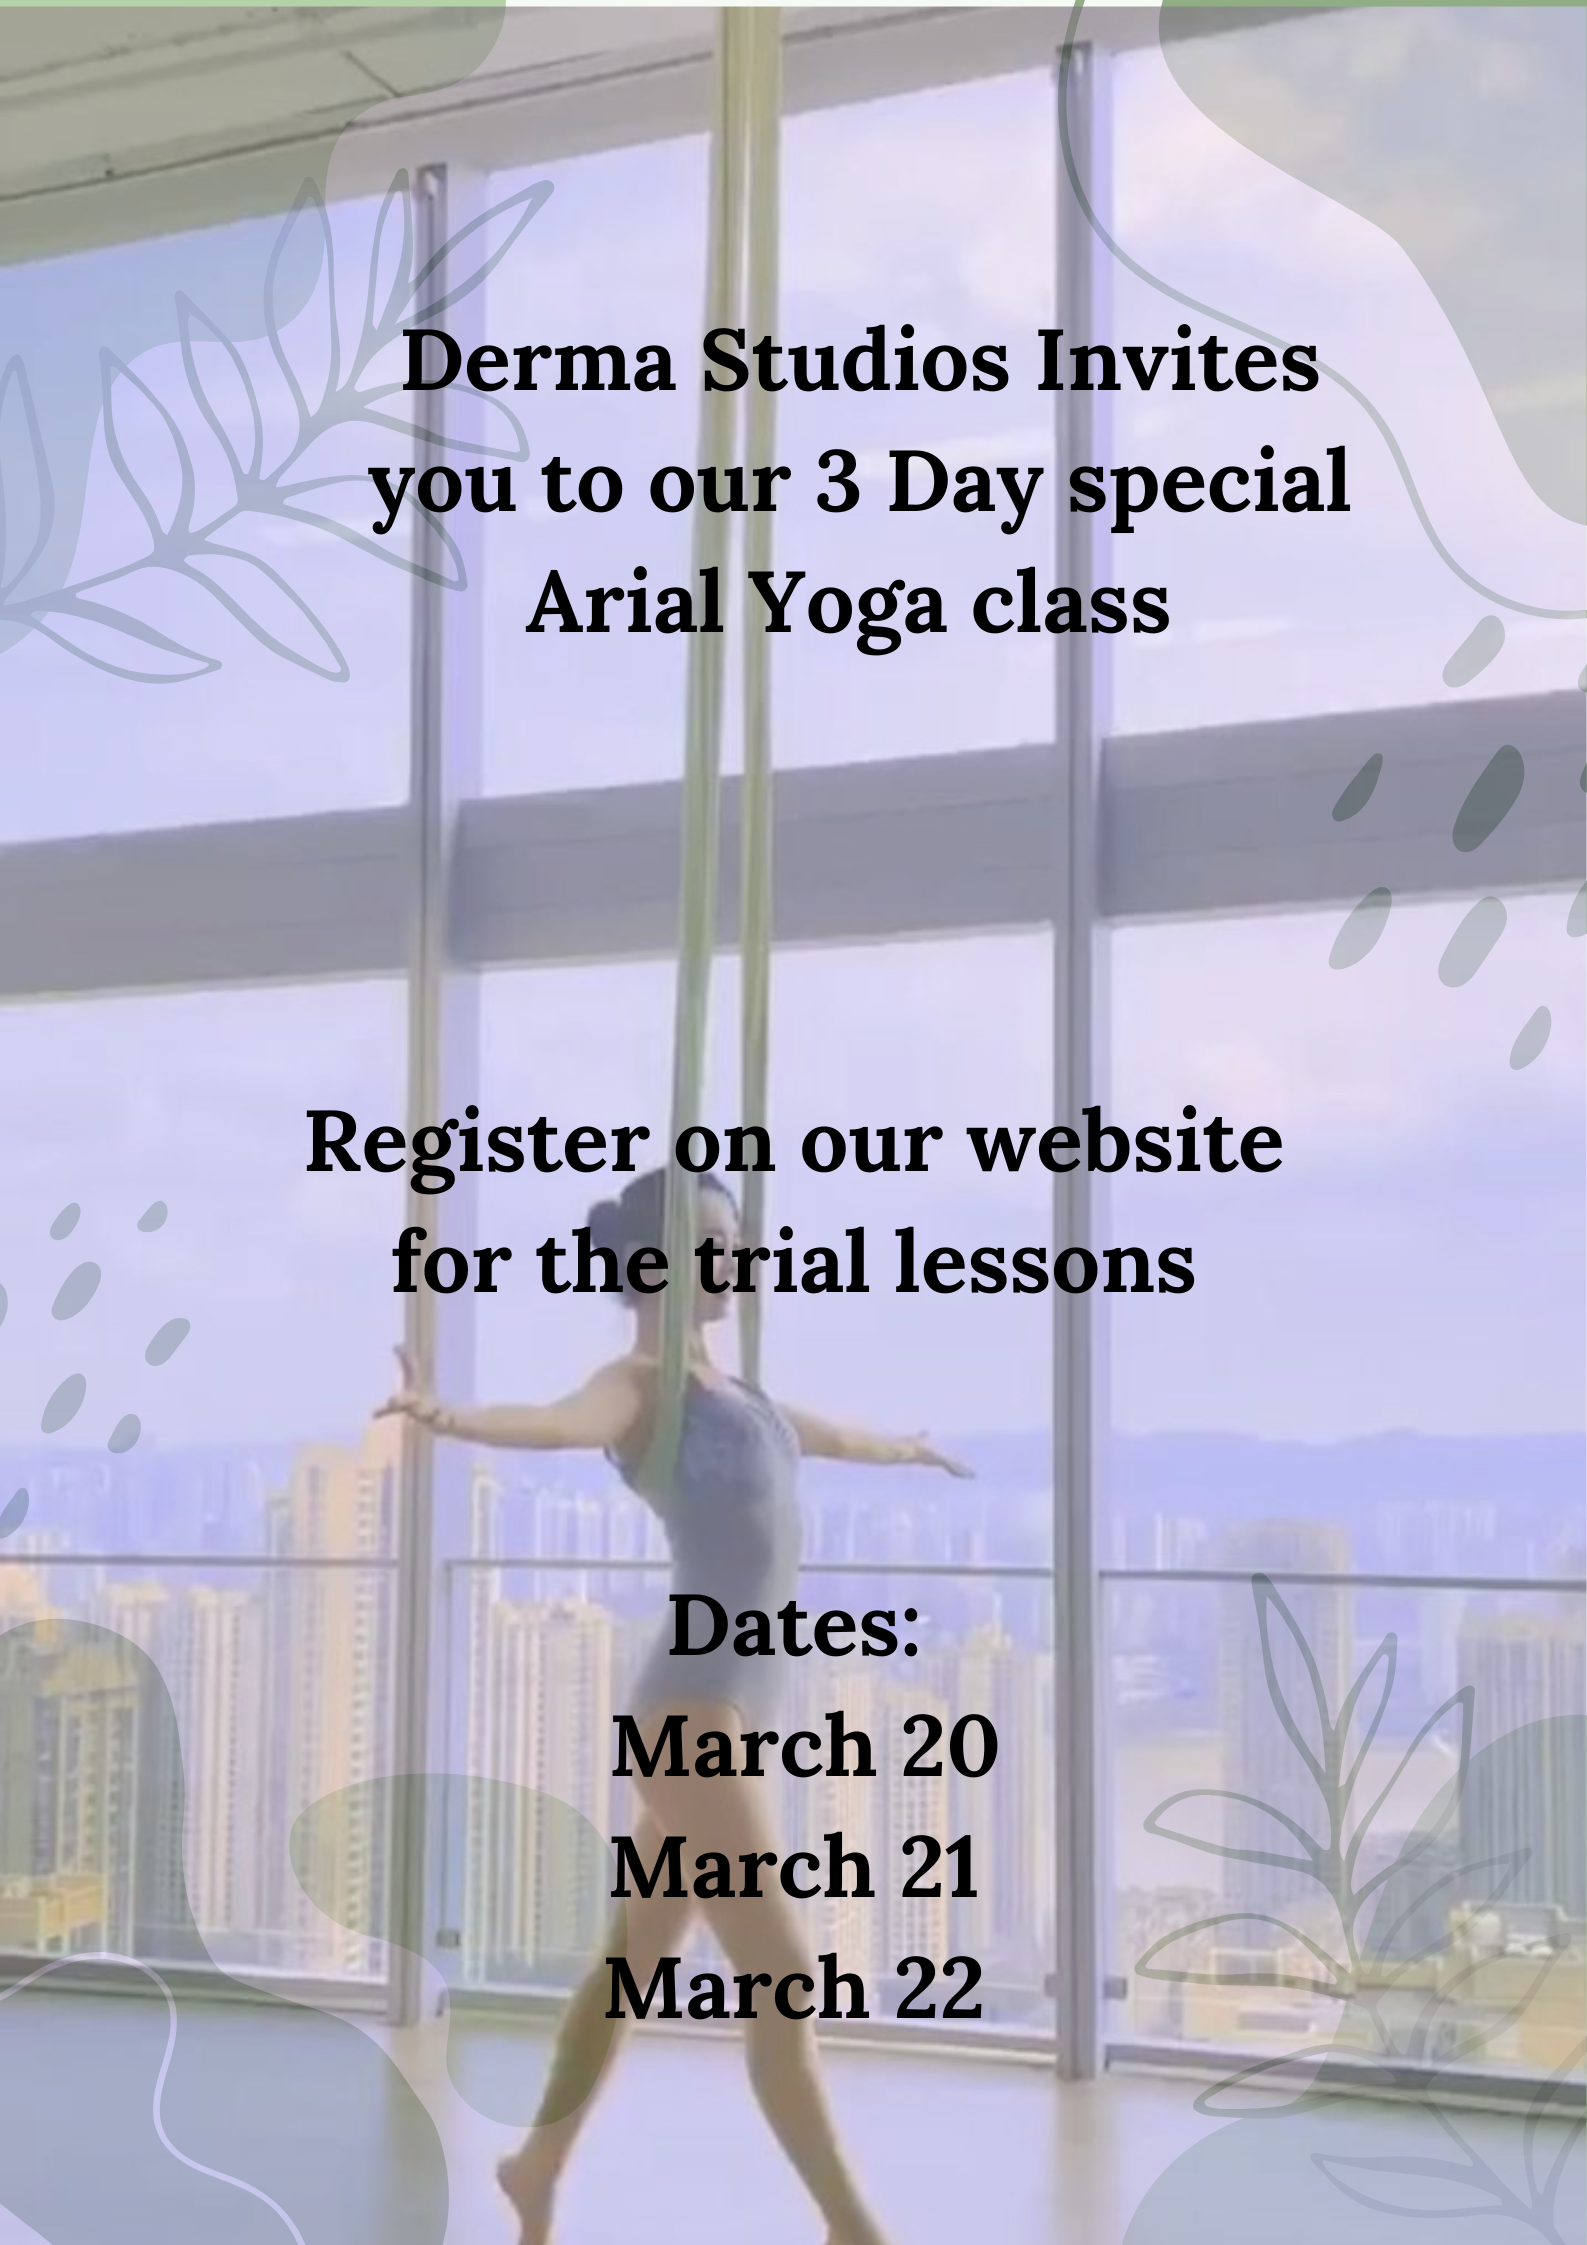 Derma Studios Invites
you to our 3 Day special
Arial Yoga class
Register on our website
for the trial lessons
Dates:
March 20
March 21
March 22